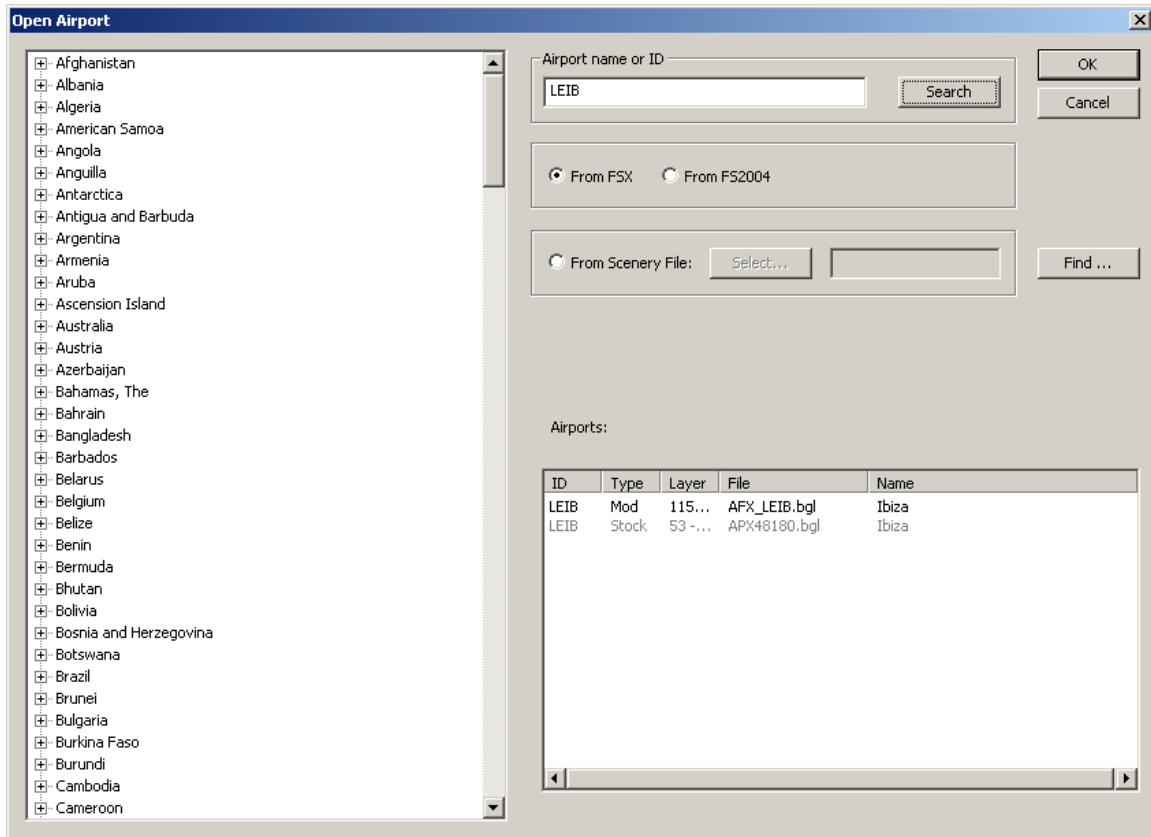 Open Airport
Afghanistan
Albania
Algeria
American Samoa
Angola
Anguilla
Antarctica
Antigua and Barbuda
Argentina
Armenia
Aruba
Ascension Island
Australia
Austria
Azerbaijan
Bahamas, The
Bahrain
Bangladesh
Barbados
Belarus
Belgium
Belize
Benin
Bermuda
Bhutan
Bolivia
Bosnia and Herzegovina
Botswana
Brazil
Brunei
Bulgaria
Burkina Faso
Burundi
Cambodia
Cameroon
Airport name or ID
LEIB Search
OK
Cancel
From FSX From FS2004
From Scenery File: Select... Find ...
Airports:
ID Type Layer File Name
LEIB Mod 115... AFX_LEIB.bgl Ibiza
LEIB Stock 53 -... APX48180.bgl Ibiza